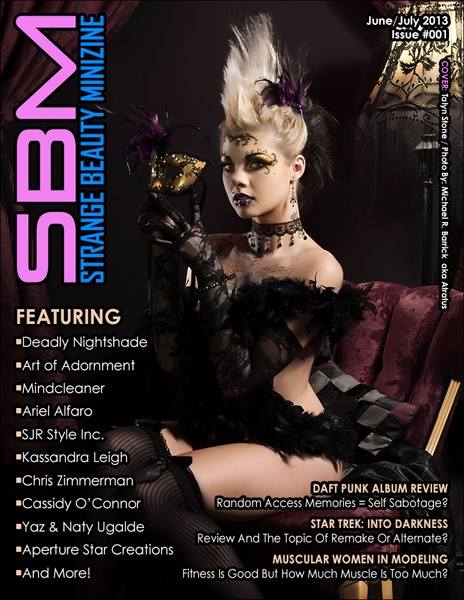 June/July 2013
Issue #001
SBM
STRANGE BEAUTY MINIZINE
COVER: Talyn Stone / Photo By: Michael R. Barrick aka Atratus
FEATURING
▪Deadly Nightshade
▪Art of Adornment
▪Mindcleaner
▪Ariel Alfaro
▪SJR Style Inc.
▪Kassandra Leigh
▪Chris Zimmerman
▪Cassidy O’Connor
▪Yaz & Naty Ugalde
▪Aperture Star Creations
▪And More!
DAFT PUNK ALBUM REVIEW
Random Access Memories = Self Sabotage?
STAR TREK: INTO DARKNESS
Review And The Topic Of Remake Or Alternate?
MUSCULAR WOMEN IN MODELING
Fitness Is Good But How Much Muscle Is Too Much?